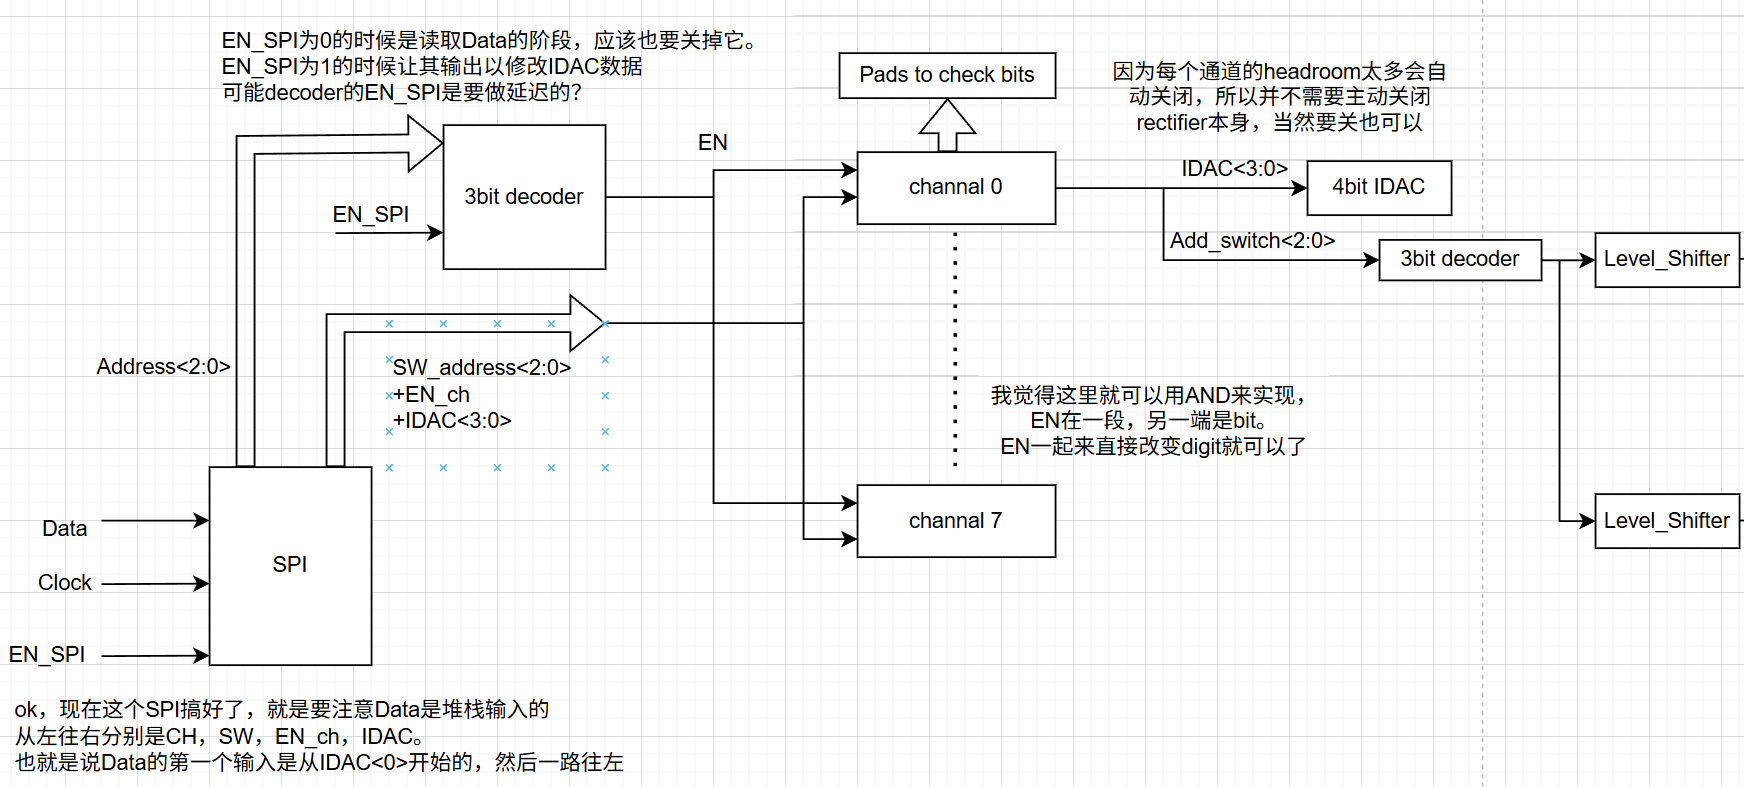 EN_SPI为0的时候是读取Data的阶段，应该也要关掉它。
EN_SPI为1的时候让其输出以修改IDAC数据
可能decoder的EN_SPI是要做延迟的?
3bit decoder
EN_SPI
EN
Pads to check bits
channal 0
因为每个通道的headroom太多会自
动关闭，所以并不需要主动关闭
rectifier本身，当然要关也可以
IDAC<3:0>
4bit IDAC
Add_switch<2:0>
3bit decoder
Level_Shifter
Address<2:0>
SW_address<2:0>
+EN_ch
+IDAC<3:0>
我觉得这里就可以用AND来实现，
EN在一段，另一端是bit。
EN一起来直接改变digit就可以了
channal 7
Level_Shifter
Data
Clock
EN_SPI
SPI
ok，现在这个SPI搞好了，就是要注意Data是堆栈输入的
从左往右分别是CH，SW，EN_ch，IDAC。
也就是说Data的第一个输入是从IDAC<0>开始的，然后一路往左